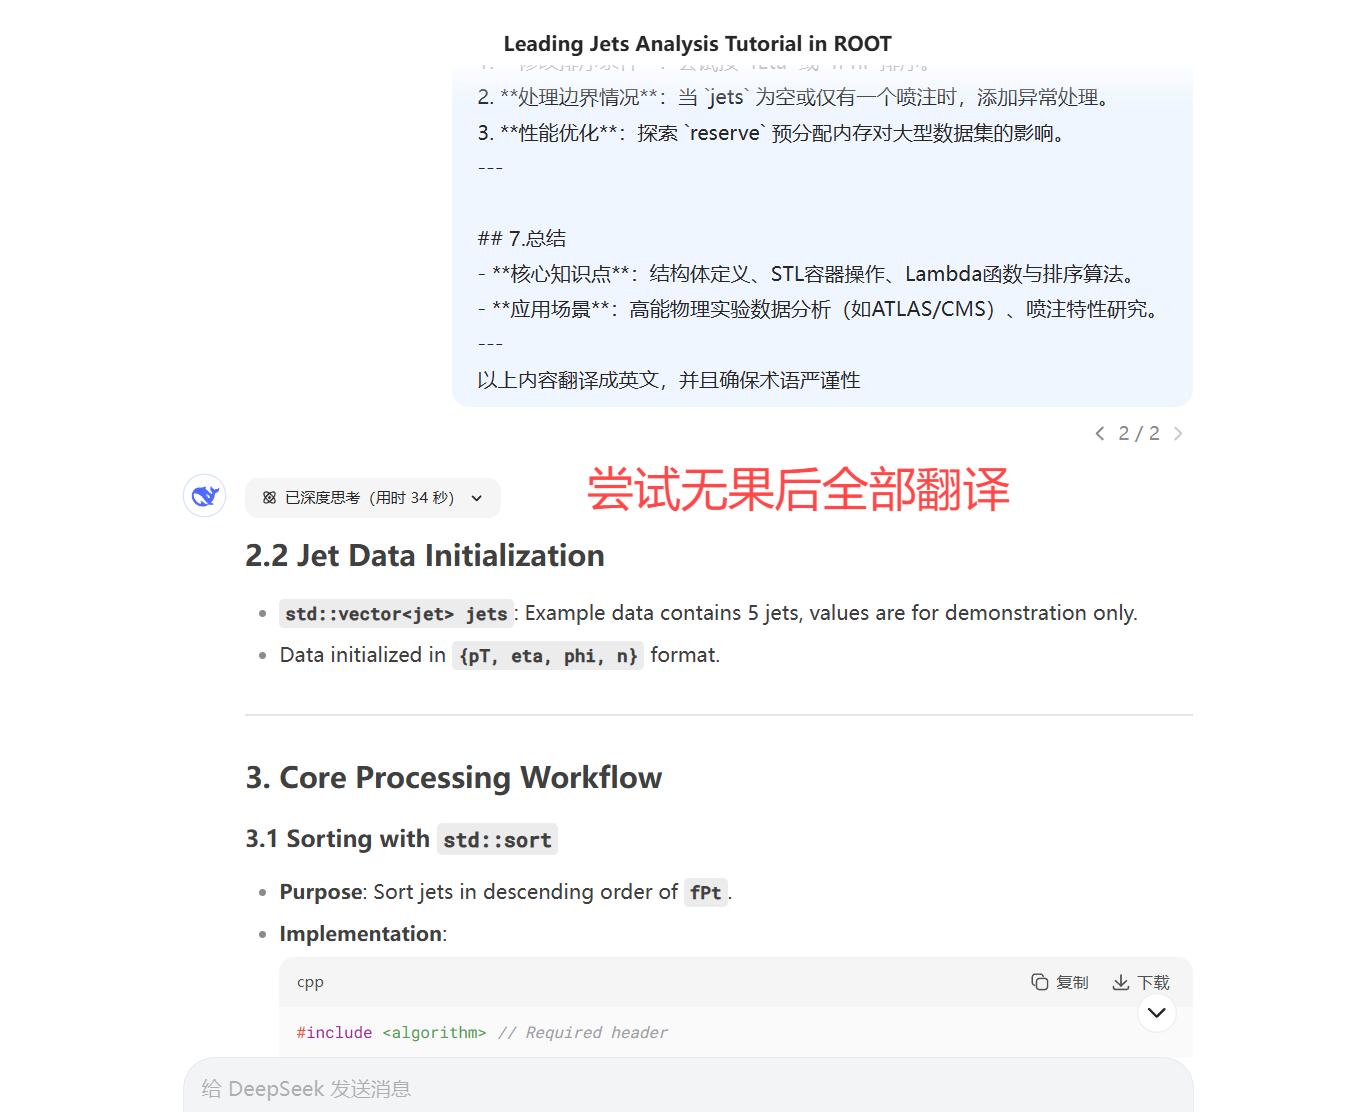 Leading Jets Analysis Tutorial in ROOT
2. **处理边界情况**：当 `jets` 为空或仅有一个喷注时，添加异常处理。
3. **性能优化**：探索 `reserve` 预分配内存对大型数据集的影响。
---
## 7.总结
- **核心知识点**：结构体定义、STL容器操作、Lambda函数与排序算法。
- **应用场景**：高能物理实验数据分析（如ATLAS/CMS）、喷注特性研究。
---
以上内容翻译成英文，并且确保术语严谨性
2 / 2
已深度思考（用时 34 秒）
尝试无果后全部翻译
2.2 Jet Data Initialization
std::vector<jet> jets: Example data contains 5 jets, values are for demonstration only.
Data initialized in {pT, eta, phi, n} format.
3. Core Processing Workflow
3.1 Sorting with std::sort
Purpose: Sort jets in descending order of fPt.
Implementation:
cpp 复制 下载
#include <algorithm> // Required header
给 DeepSeek 发送消息